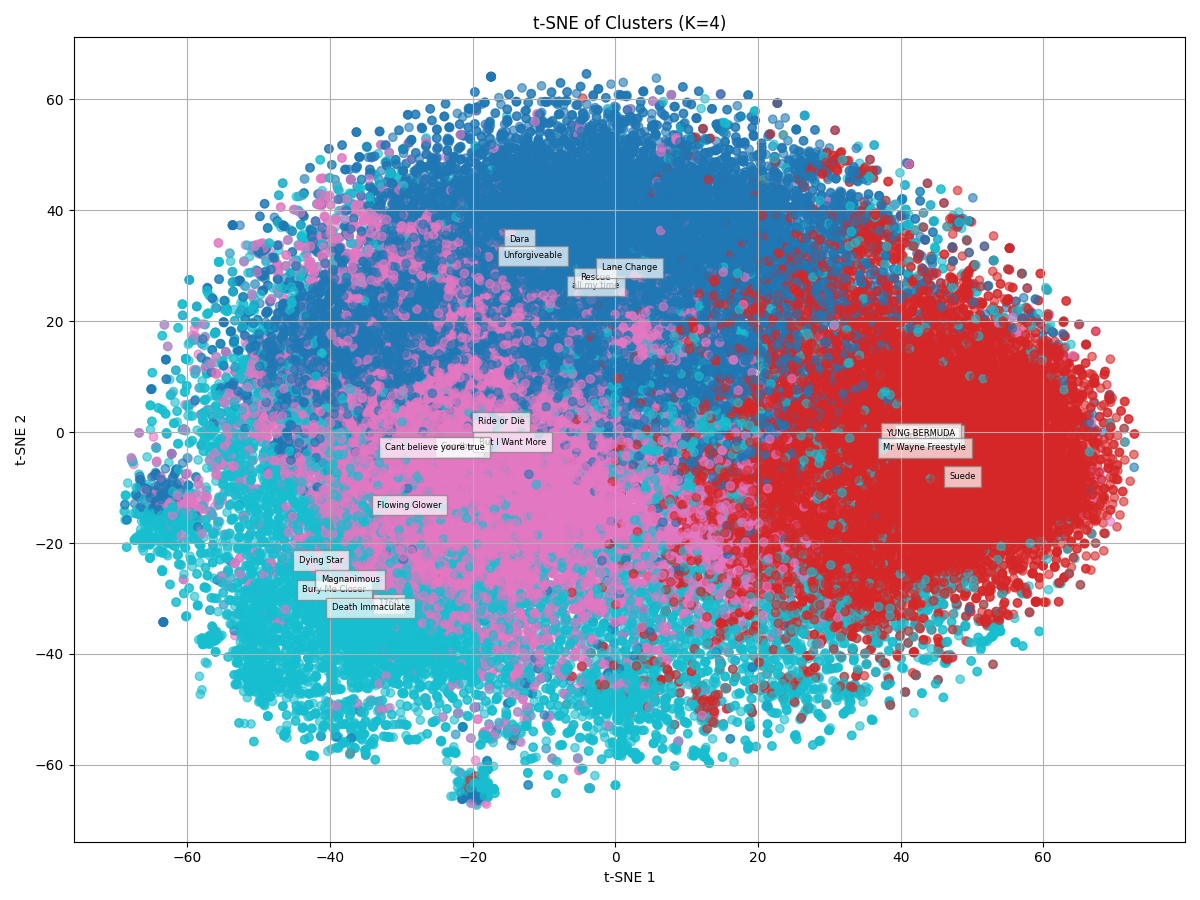 t-SNE of Clusters (K=4)
t-SNE 2
60
40
20
0
−20
−40
−60
Dara
Unforgiveable
Lane Change
Rescue
all my time
Ride or Die
But I Want More
Cant believe youre true
YUNG BERMUDA
Mr Wayne Freestyle
Suede
Flowing Glower
Dying Star
Magnanimous
Bury Me Closer
Death Immaculate
−60
−40
−20
0
20
40
60
t-SNE 1